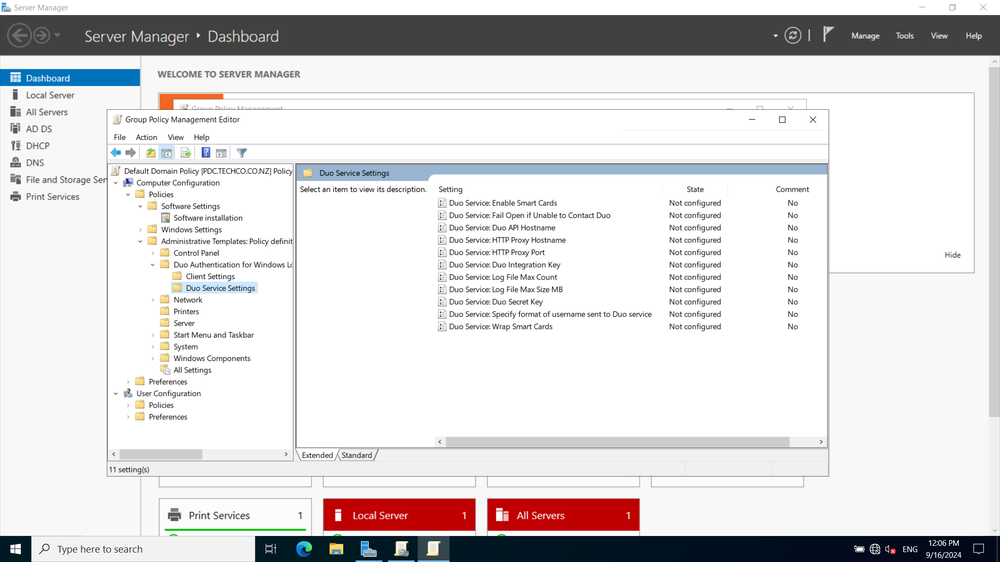 Server Manager
Server Manager ‣ Dashboard
Manage
Tools
View
Help
Dashboard
Local Server
All Servers
AD DS
DHCP
DNS
File and Storage Ser
Print Services
WELCOME TO SERVER MANAGER
Group Policy Management
Hide
Group Policy Management Editor
File
Action
View
Help
Default Domain Policy [PDC.TECHCO.CO.NZ] Policy
Computer Configuration
Policies
Software Settings
Software installation
Windows Settings
Administrative Templates: Policy definit
Control Panel
Duo Authentication for Windows Lo
Client Settings
Duo Service Settings
Network
Printers
Server
Start Menu and Taskbar
System
Windows Components
All Settings
Preferences
User Configuration
Policies
Preferences
Duo Service Settings
Select an item to view its description.
Setting State Comment
Duo Service: Enable Smart Cards Not configured No
Duo Service: Fail Open if Unable to Contact Duo Not configured No
Duo Service: Duo API Hostname Not configured No
Duo Service: HTTP Proxy Hostname Not configured No
Duo Service: HTTP Proxy Port Not configured No
Duo Service: Duo Integration Key Not configured No
Duo Service: Log File Max Count Not configured No
Duo Service: Log File Max Size MB Not configured No
Duo Service: Duo Secret Key Not configured No
Duo Service: Specify format of username sent to Duo service Not configured No
Duo Service: Wrap Smart Cards Not configured No
Extended
Standard
11 setting(s)
Print Services 1
Local Server 1
All Servers 1
Type here to search
ENG
12:06 PM
9/16/2024